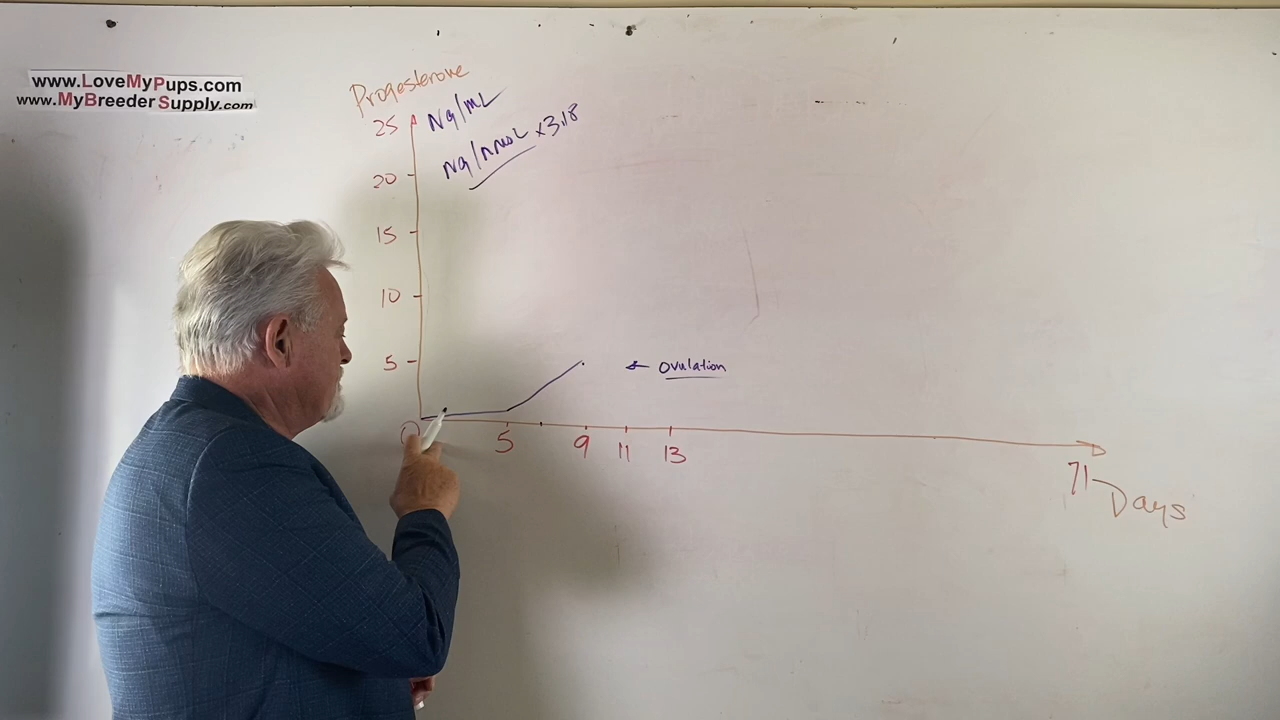 www.LoveMyPups.com
www.MyBreederSupply.com
Progesterone
Ng/mL
Ng/nmoL x3.18
25
20
15
10
5
ovulation
0
5
9
11
13
71
Days